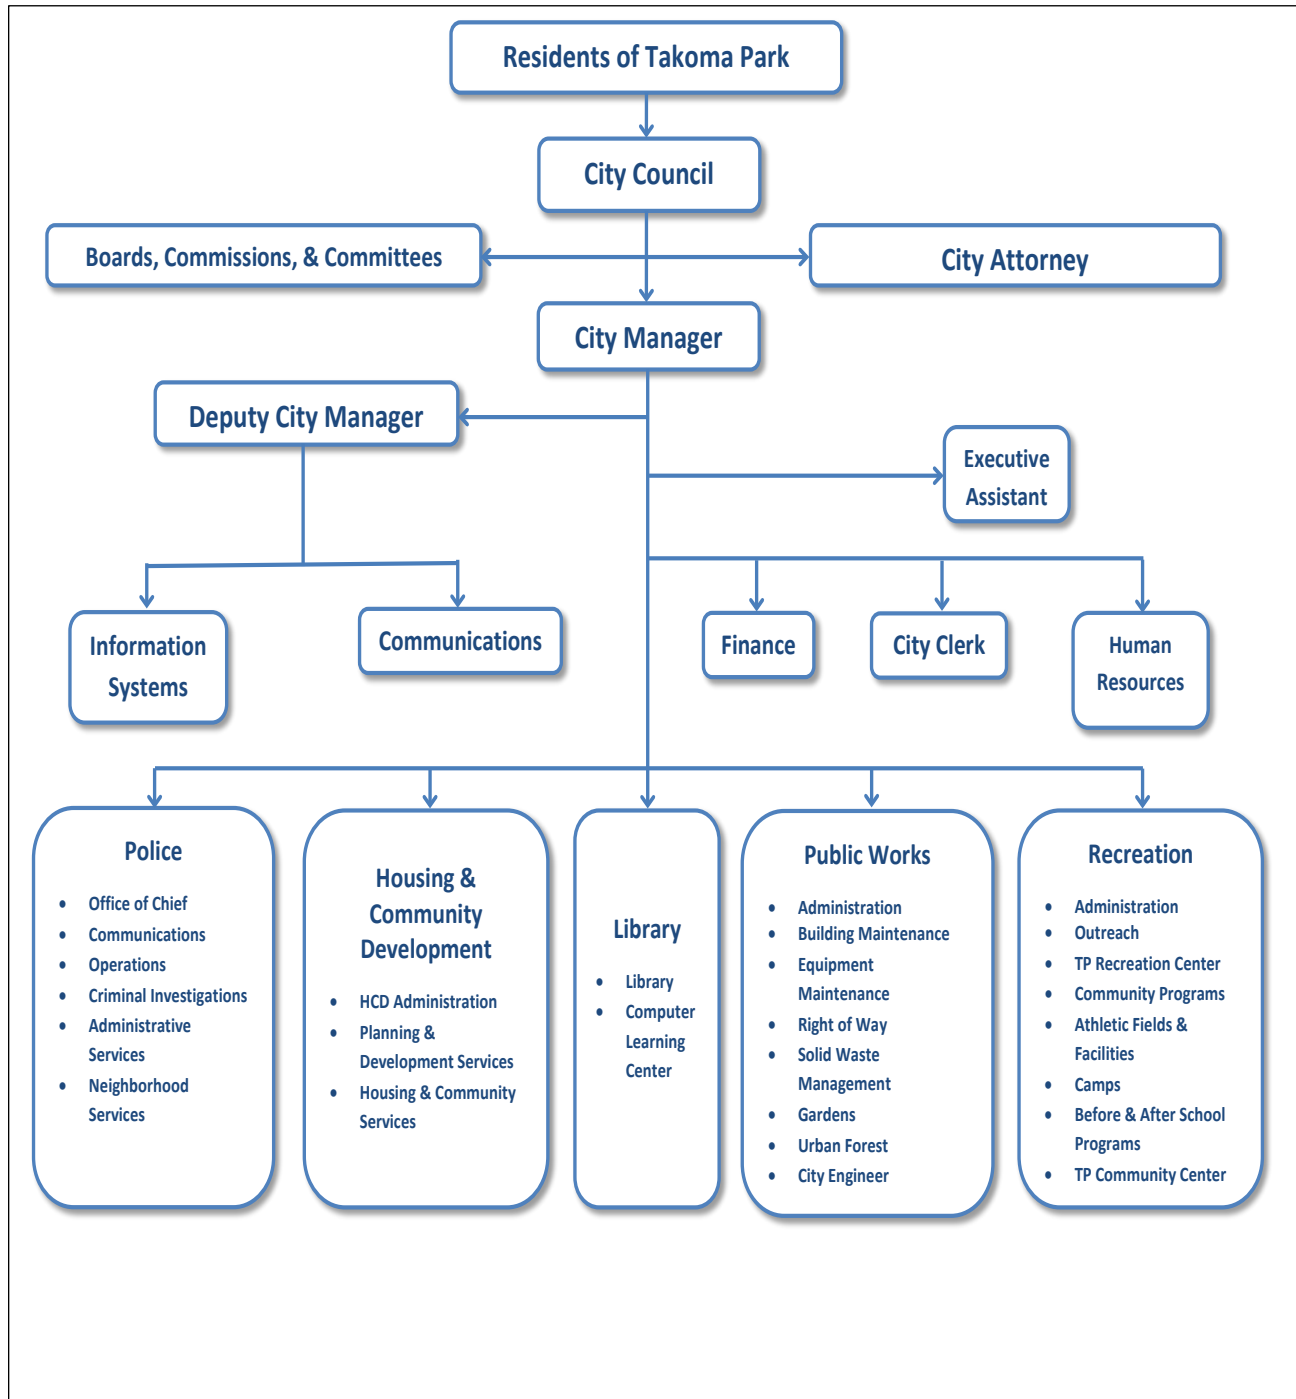 Residents of Takoma Park
City Council
Boards, Commissions, & Committees
City Attorney
City Manager
Deputy City Manager
Executive
Assistant
Information
Systems
Communications
Finance
City Clerk
Human
Resources
Police
• Office of Chief
• Communications
• Operations
• Criminal Investigations
• Administrative
Services
• Neighborhood
Services
Housing &
Community
Development
• HCD Administration
• Planning &
Development Services
• Housing & Community
Services
Library
• Library
• Computer
Learning
Center
Public Works
• Administration
• Building Maintenance
• Equipment
Maintenance
• Right of Way
• Solid Waste
Management
• Gardens
• Urban Forest
• City Engineer
Recreation
• Administration
• Outreach
• TP Recreation Center
• Community Programs
• Athletic Fields &
Facilities
• Camps
• Before & After School
Programs
• TP Community Center